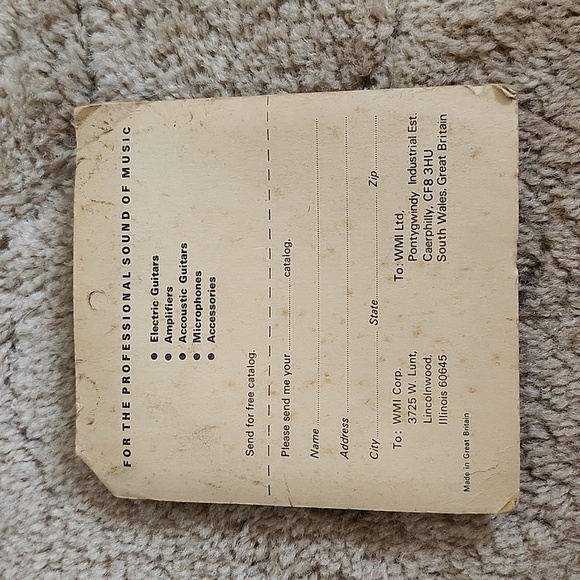 FOR THE PROFESSIONAL SOUND OF MUSIC
● Electric Guitars
● Amplifiers
● Accoustic Guitars
● Microphones
● Accessories
Send for free catalog.
Please send me your ............ catalog.
Name
Address
City ............ State ............ Zip
To: WMI Corp.
3725 W. Lunt,
Lincolnwood,
Illinois 60645
To: WMI Ltd,
Pontygwindy Industrial Est.
Caerphilly, CF8 3HU
South Wales. Great Britain
Made in Great Britain